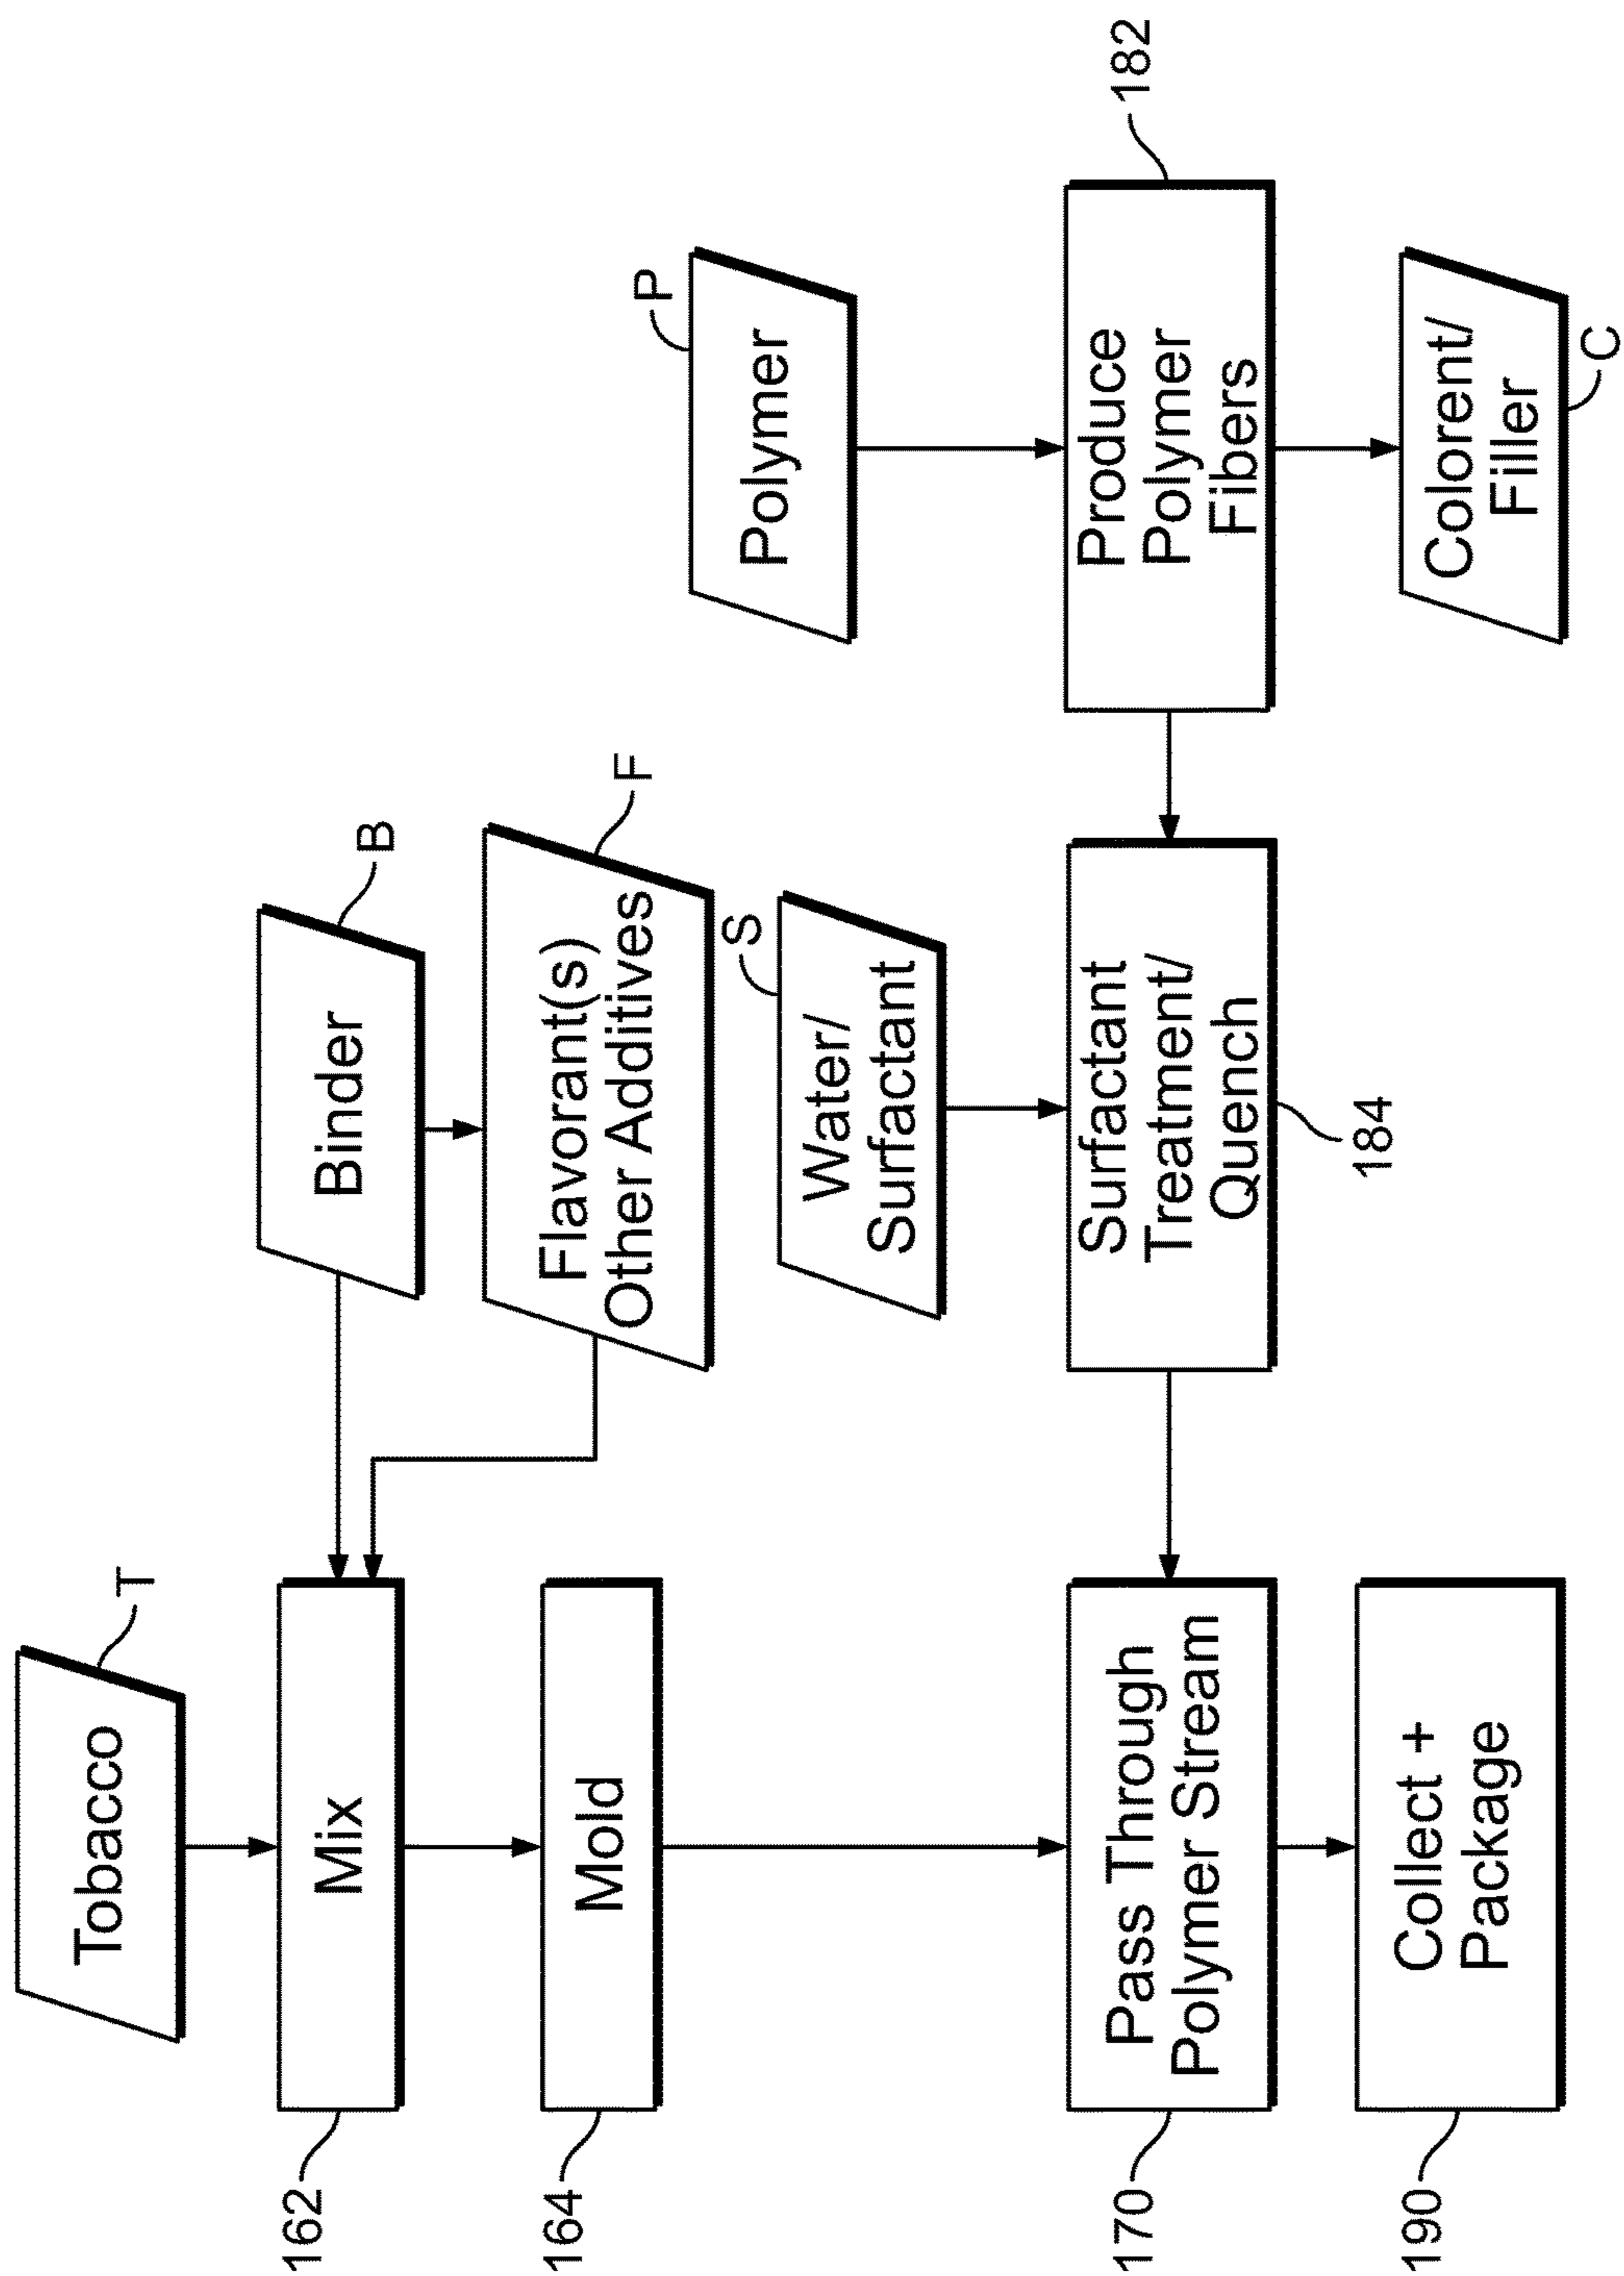 Tobacco
T
162
Mix
164
Mold
Binder
B
Flavorant(s)
Other Additives
F
Water/
Surfactant
S
Polymer
P
170
Pass Through
Polymer Stream
Surfactant
Treatment/
Quench
184
Produce
Polymer
Fibers
182
190
Collect +
Package
Colorent/
Filler
C